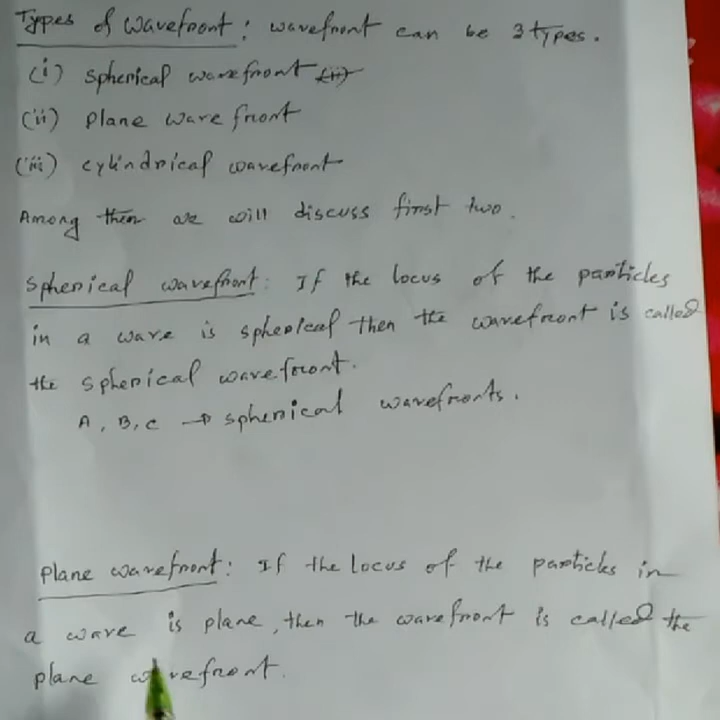 Types of wavefront : wavefront can be 3 types.
(i) spherical wavefront
(ii) plane wavefront
(iii) cylindrical wavefront
Among them we will discuss first two.
Spherical wavefront : If the locus of the particles
in a wave is spherical then the wavefront is called
the spherical wavefront.
A, B, C → spherical wavefronts.
Plane wavefront : If the locus of the particles in
a wave is plane, then the wavefront is called the
plane wavefront.